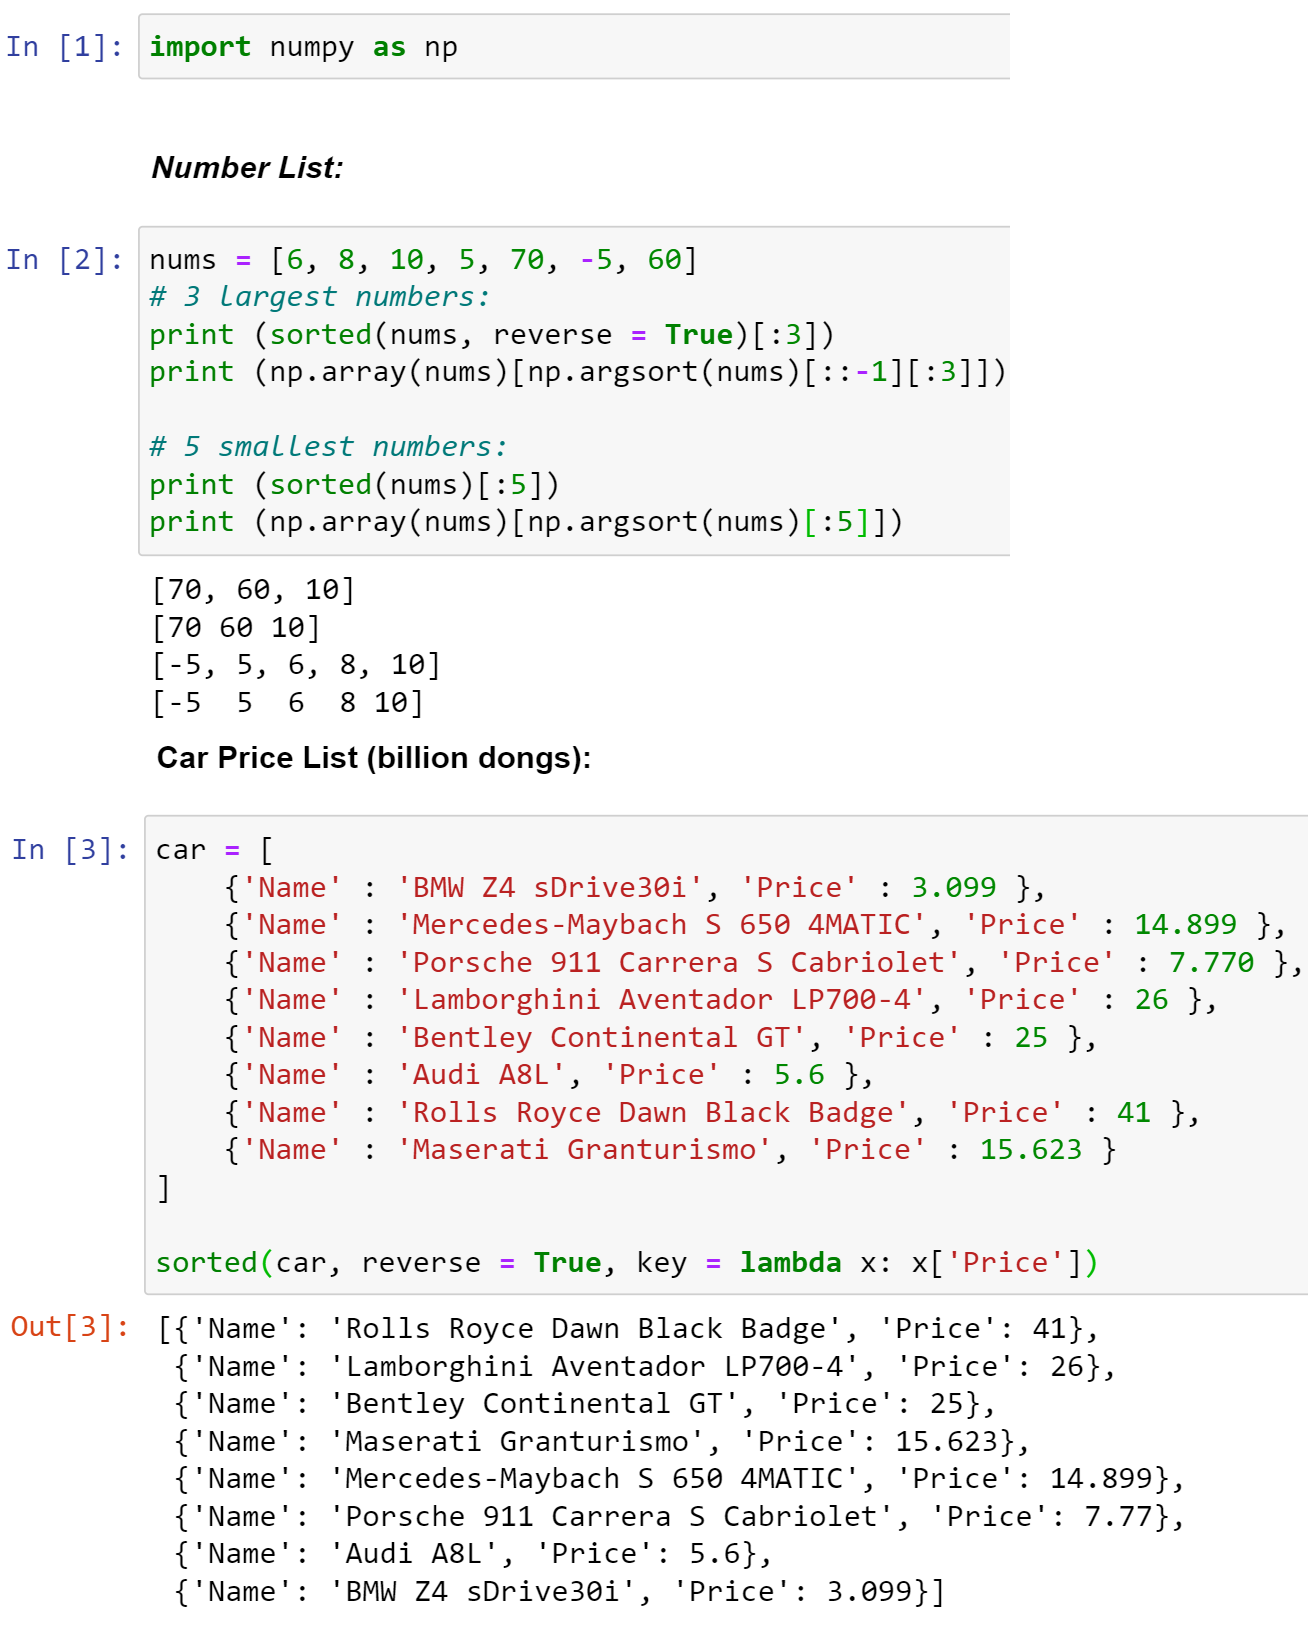 In [1]: import numpy as np
Number List:
In [2]: nums = [6, 8, 10, 5, 70, -5, 60]
# 3 largest numbers:
print (sorted(nums, reverse = True)[:3])
print (np.array(nums)[np.argsort(nums)[::-1][:3]])
# 5 smallest numbers:
print (sorted(nums)[:5])
print (np.array(nums)[np.argsort(nums)[:5]])
[70, 60, 10]
[70 60 10]
[-5, 5, 6, 8, 10]
[-5  5  6  8 10]
Car Price List (billion dongs):
In [3]: car = [
    {'Name' : 'BMW Z4 sDrive30i', 'Price' : 3.099 },
    {'Name' : 'Mercedes-Maybach S 650 4MATIC', 'Price' : 14.899 },
    {'Name' : 'Porsche 911 Carrera S Cabriolet', 'Price' : 7.770 },
    {'Name' : 'Lamborghini Aventador LP700-4', 'Price' : 26 },
    {'Name' : 'Bentley Continental GT', 'Price' : 25 },
    {'Name' : 'Audi A8L', 'Price' : 5.6 },
    {'Name' : 'Rolls Royce Dawn Black Badge', 'Price' : 41 },
    {'Name' : 'Maserati Granturismo', 'Price' : 15.623 }
]
sorted(car, reverse = True, key = lambda x: x['Price'])
Out[3]: [{'Name': 'Rolls Royce Dawn Black Badge', 'Price': 41},
 {'Name': 'Lamborghini Aventador LP700-4', 'Price': 26},
 {'Name': 'Bentley Continental GT', 'Price': 25},
 {'Name': 'Maserati Granturismo', 'Price': 15.623},
 {'Name': 'Mercedes-Maybach S 650 4MATIC', 'Price': 14.899},
 {'Name': 'Porsche 911 Carrera S Cabriolet', 'Price': 7.77},
 {'Name': 'Audi A8L', 'Price': 5.6},
 {'Name': 'BMW Z4 sDrive30i', 'Price': 3.099}]